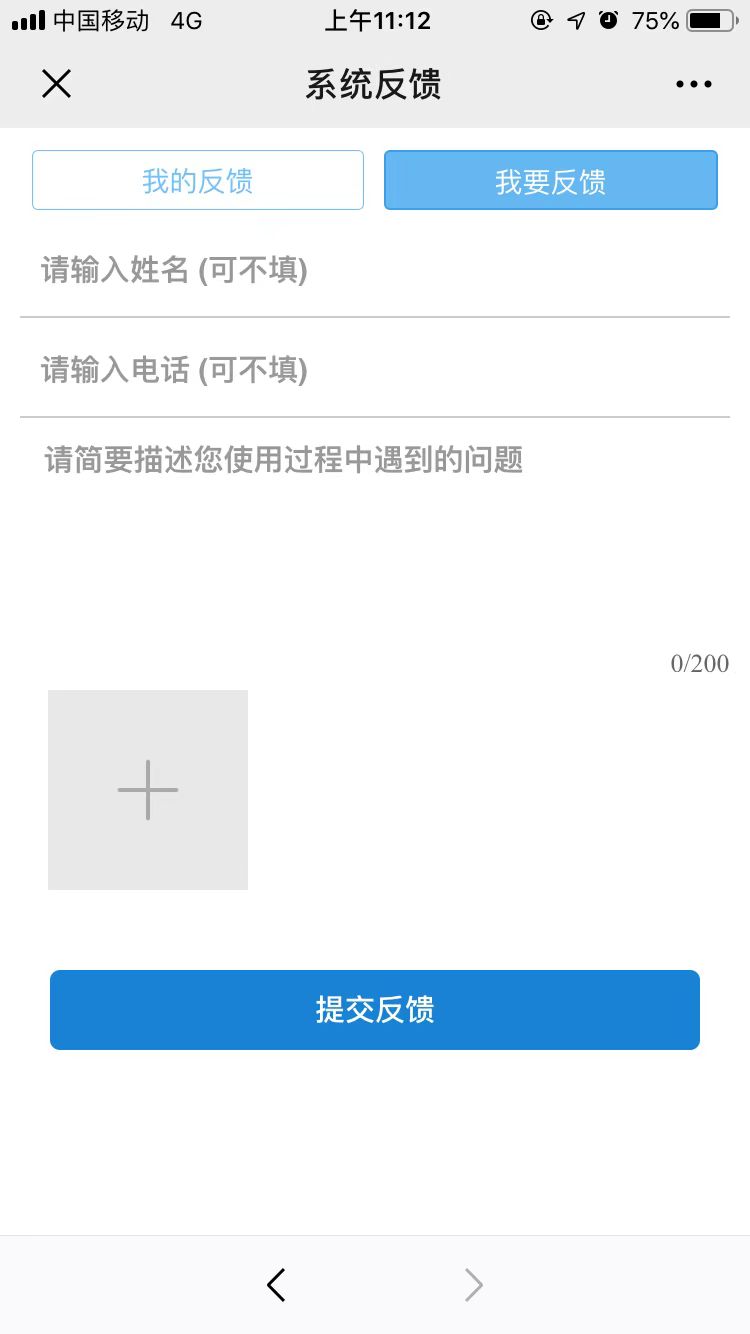 中国移动 4G 上午11:12 75%
系统反馈
我的反馈 我要反馈
请输入姓名 (可不填)
请输入电话 (可不填)
请简要描述您使用过程中遇到的问题
0/200
提交反馈